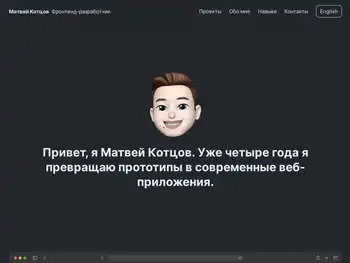 Матвей Котцов Фронтенд-разработчик
Проекты Обо мне Навыки Контакты English
Привет, я Матвей Котцов. Уже четыре года я
превращаю прототипы в современные веб-
приложения.